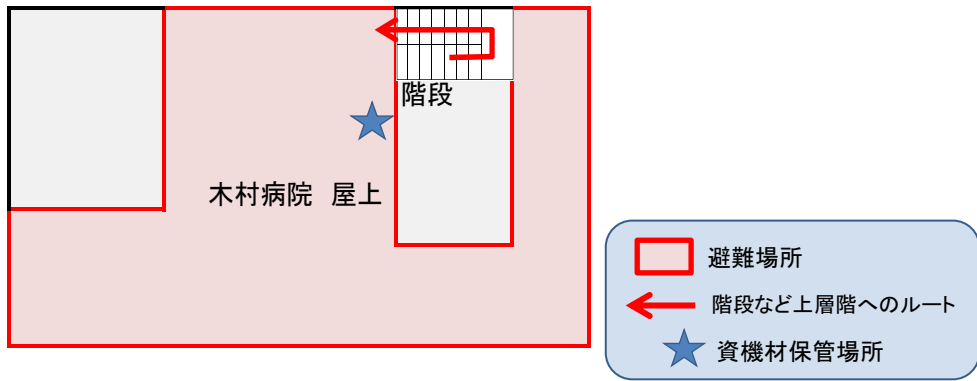 階段
木村病院　屋上
避難場所
階段など上層階へのルート
資機材保管場所